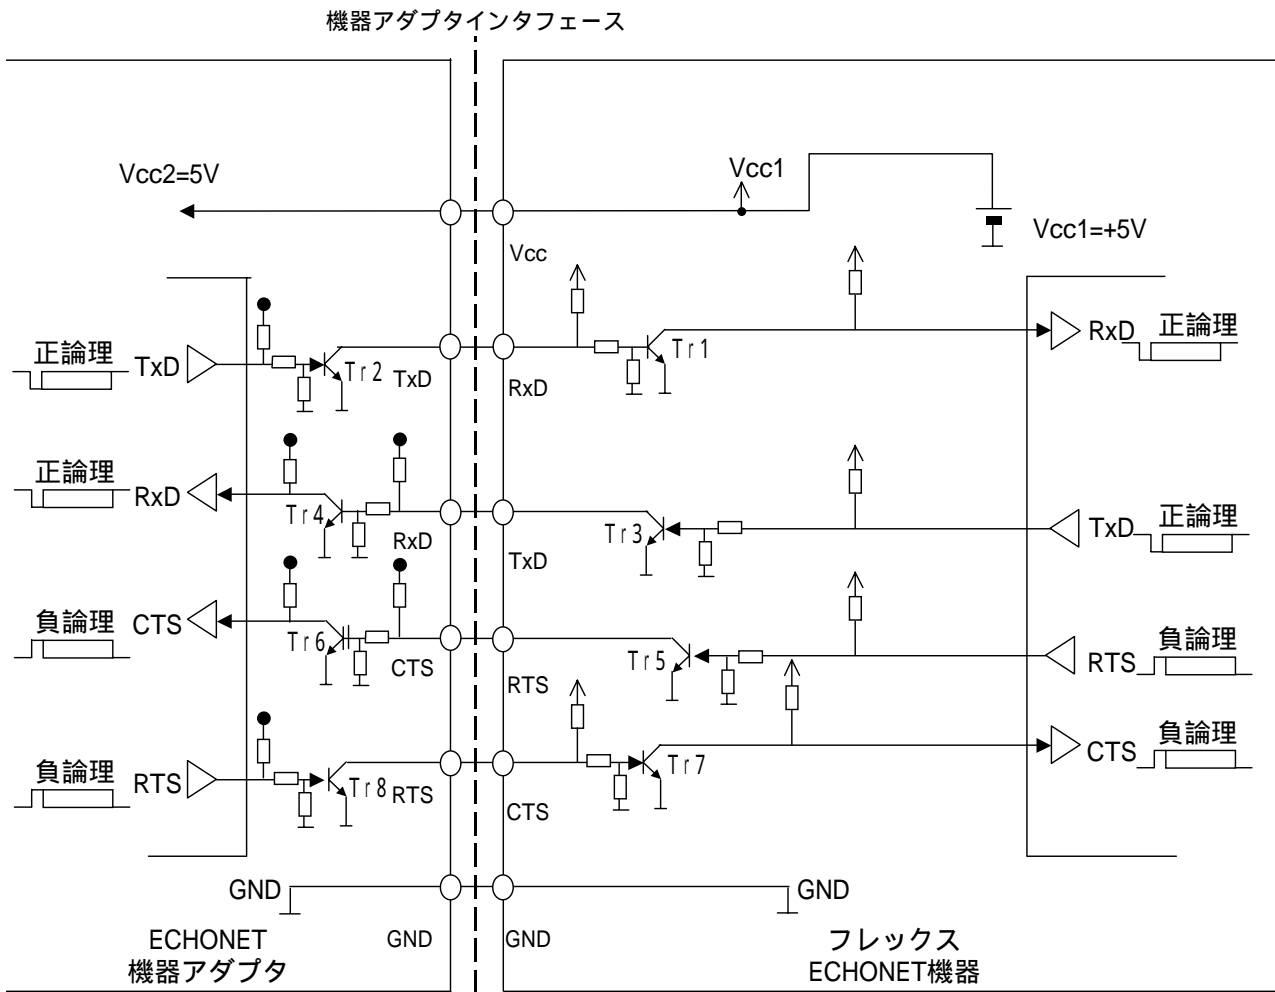 機器アダプタインタフェース
Vcc2=5V
Vcc1
Vcc1=+5V
Vcc
正論理
TxD
Tr2
TxD
RxD
Tr1
RxD
正論理
正論理
RxD
Tr4
RxD
TxD
Tr3
TxD
正論理
負論理
CTS
Tr6
CTS
RTS
Tr5
RTS
負論理
負論理
RTS
Tr8
RTS
CTS
Tr7
CTS
負論理
GND
GND
GND
GND
ECHONET
機器アダプタ
フレックス
ECHONET機器